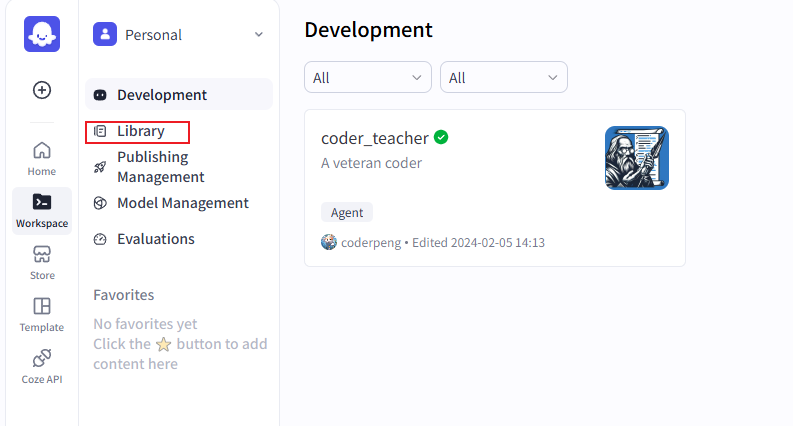 Personal
Development
Library
Publishing
Management
Model Management
Evaluations
Favorites
No favorites yet
Click the ⭐ button to add
content here
Home
Workspace
Store
Template
Coze API
Development
All
All
coder_teacher
A veteran coder
Agent
coderpeng • Edited 2024-02-05 14:13